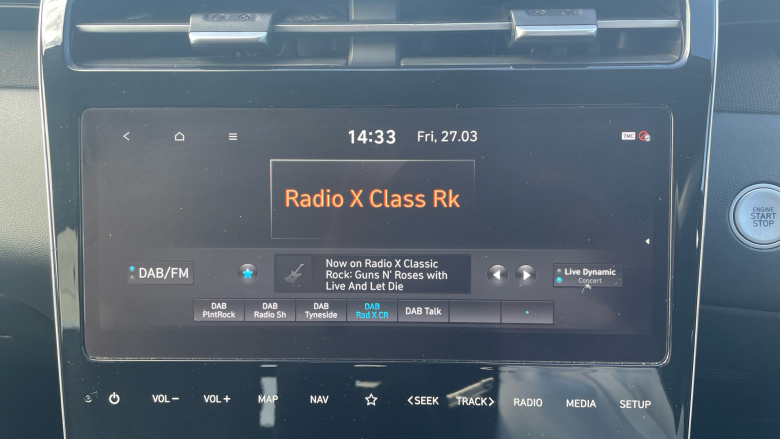 14:33 Fri, 27.03 TMC
Radio X Class Rk
DAB/FM
Now on Radio X Classic
Rock: Guns N' Roses with
Live And Let Die
Live Dynamic
Concert
ENGINE
START
STOP
DAB
PlntRock
DAB
Radio Sh
DAB
Tyneside
DAB
Rad X CR
DAB Talk
VOL− VOL+ MAP NAV <SEEK TRACK> RADIO MEDIA SETUP